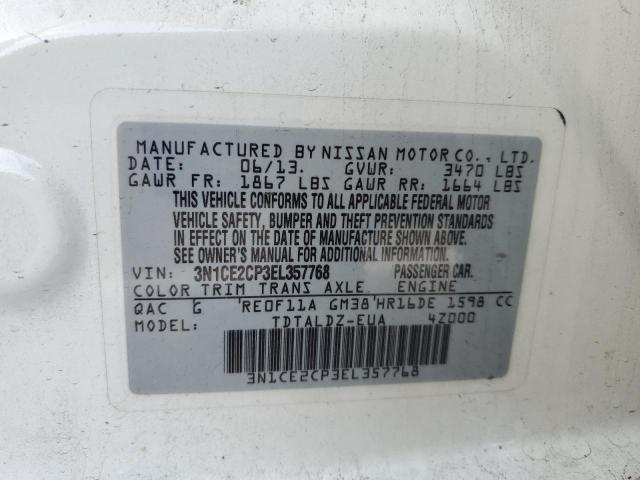 MANUFACTURED BY NISSAN MOTOR CO., LTD.
DATE: 06/13. GVWR: 3470 LBS
GAWR FR: 1867 LBS GAWR RR: 1664 LBS
THIS VEHICLE CONFORMS TO ALL APPLICABLE FEDERAL MOTOR
VEHICLE SAFETY, BUMPER AND THEFT PREVENTION STANDARDS
IN EFFECT ON THE DATE OF MANUFACTURE SHOWN ABOVE.
SEE OWNER'S MANUAL FOR ADDITIONAL INFORMATION.
VIN: 3N1CE2CP3EL357768 PASSENGER CAR.
COLOR TRIM TRANS AXLE ENGINE
QAC G 'RE0F11A GM38'HR16DE 1598 CC
MODEL: TDTALDZ-EUA 4Z000
3N1CE2CP3EL357768